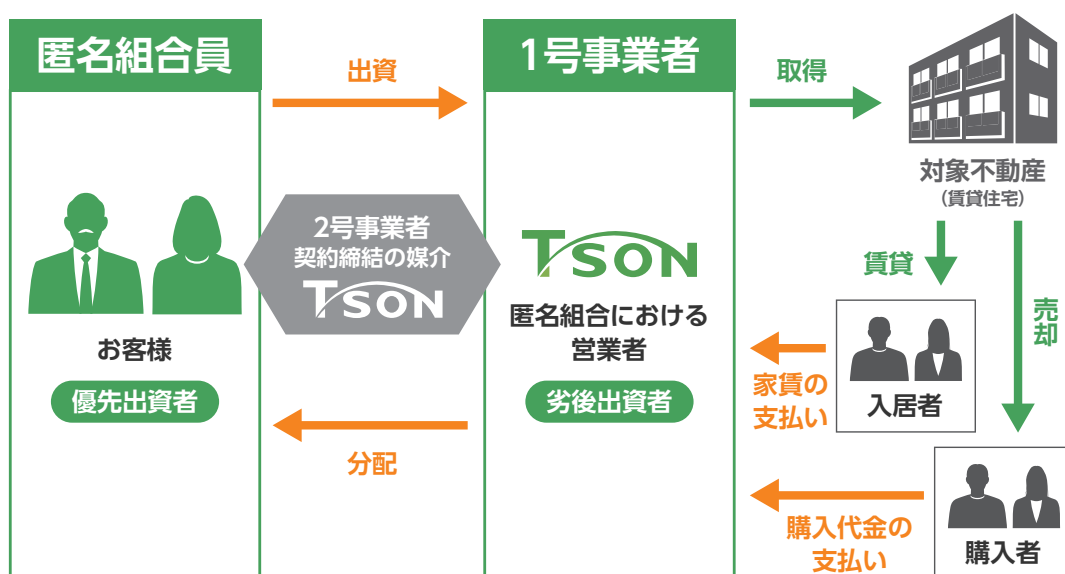 匿名組合員
出資
1号事業者
取得
対象不動産
(賃貸住宅)
2号事業者
契約締結の媒介
TSON
TSON
匿名組合における
営業者
お客様
優先出資者
劣後出資者
分配
賃貸
売却
入居者
家賃の
支払い
購入者
購入代金の
支払い